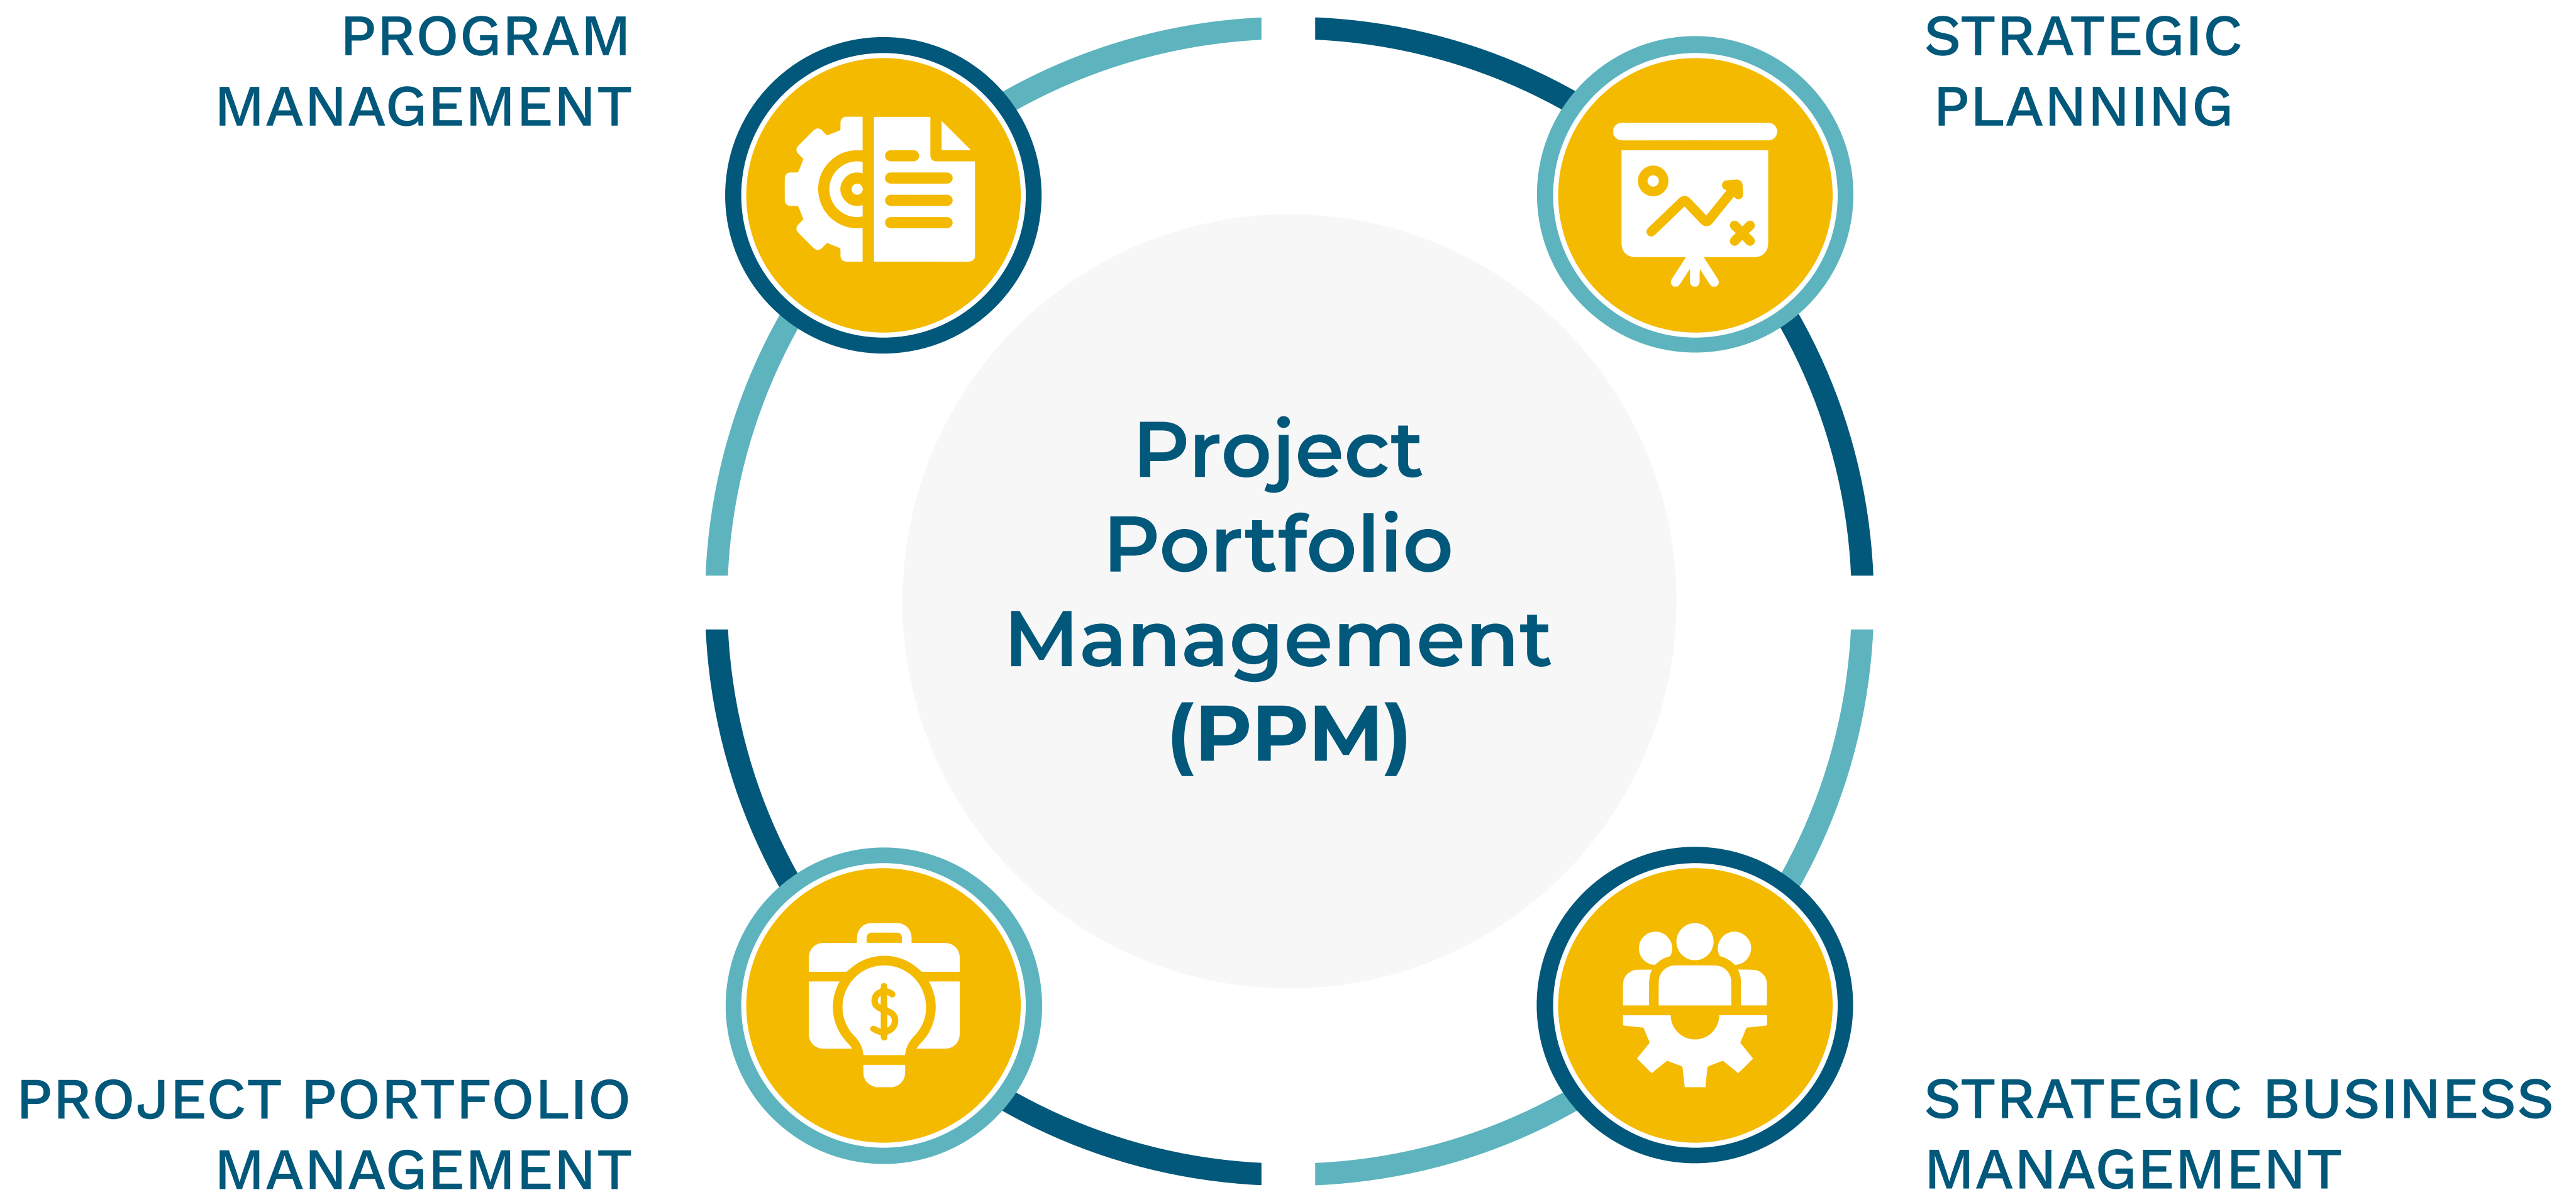 PROGRAM
MANAGEMENT
STRATEGIC
PLANNING
Project
Portfolio
Management
(PPM)
$
PROJECT PORTFOLIO
MANAGEMENT
STRATEGIC BUSINESS
MANAGEMENT